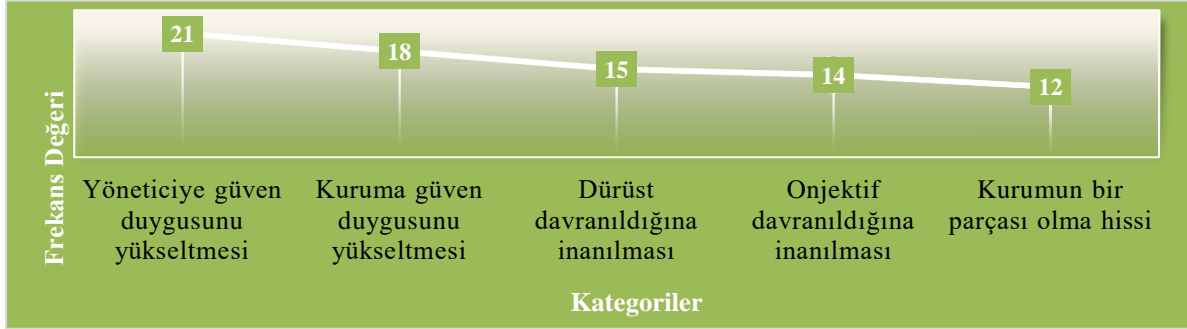 21
18
15
14
12
Frekans Değeri
Yöneticiye güven
duygusunu
yükseltmesi
Kuruma güven
duygusunu
yükseltmesi
Dürüst
davranıldığına
inanılması
Onjektif
davranıldığına
inanılması
Kurumun bir
parçası olma hissi
Kategoriler